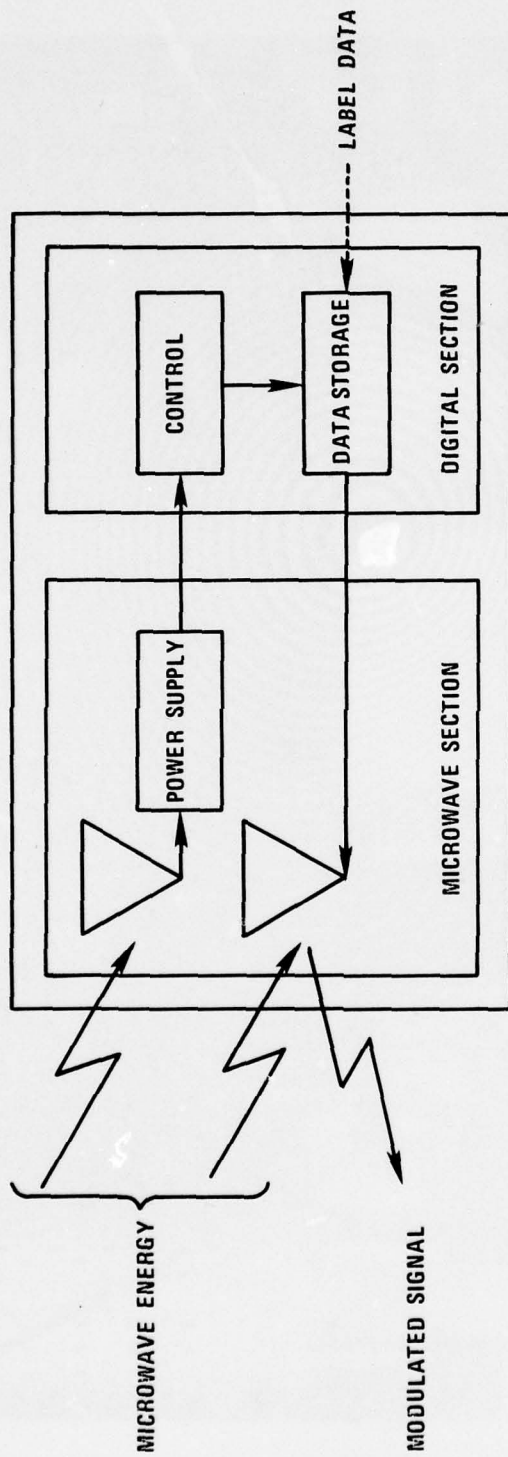 MICROWAVE ENERGY
MODULATED SIGNAL
POWER SUPPLY
MICROWAVE SECTION
CONTROL
DATA STORAGE
DIGITAL SECTION
LABEL DATA